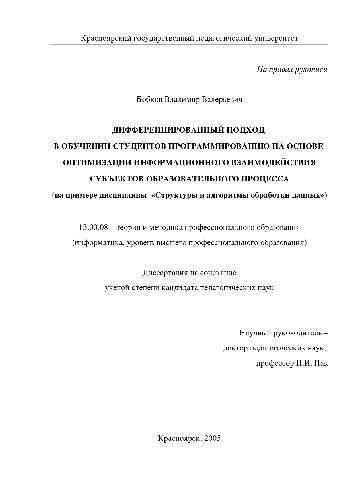 Красноярский государственный педагогический университет
На правах рукописи
Бобков Владимир Валерьевич
ДИФФЕРЕНЦИРОВАННЫЙ ПОДХОД
В ОБУЧЕНИИ СТУДЕНТОВ ПРОГРАММИРОВАНИЮ НА ОСНОВЕ
ОПТИМИЗАЦИИ ИНФОРМАЦИОННОГО ВЗАИМОДЕЙСТВИЯ
СУБЪЕКТОВ ОБРАЗОВАТЕЛЬНОГО ПРОЦЕССА
(на примере дисциплины «Структуры и алгоритмы обработки данных»)
13.00.08 – теория и методика профессионального образования
(информатика, уровень высшего профессионального образования)
Диссертация на соискание
ученой степени кандидата педагогических наук
Научный руководитель –
доктор педагогических наук,
профессор Н.И. Пак
Красноярск, 2005